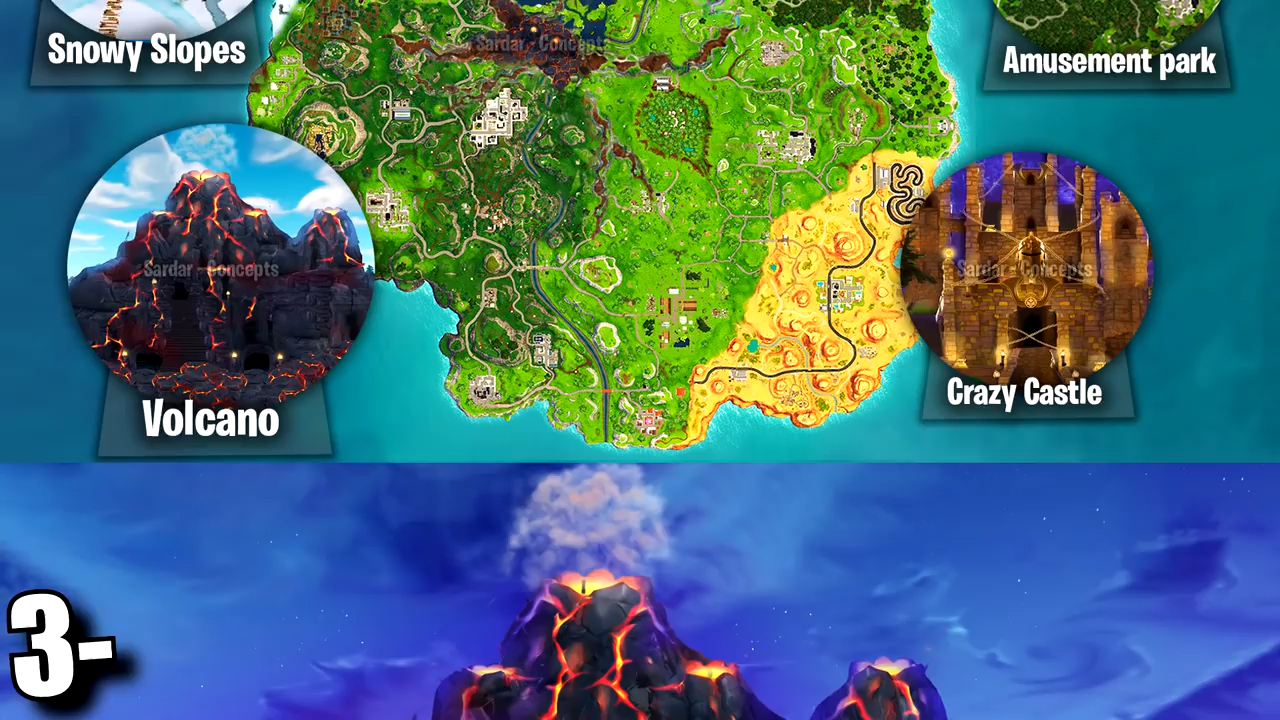 Snowy Slopes
Sardar - Concepts
Amusement park
Sardar - Concepts
Sardar - Concepts
Crazy Castle
Volcano
3-